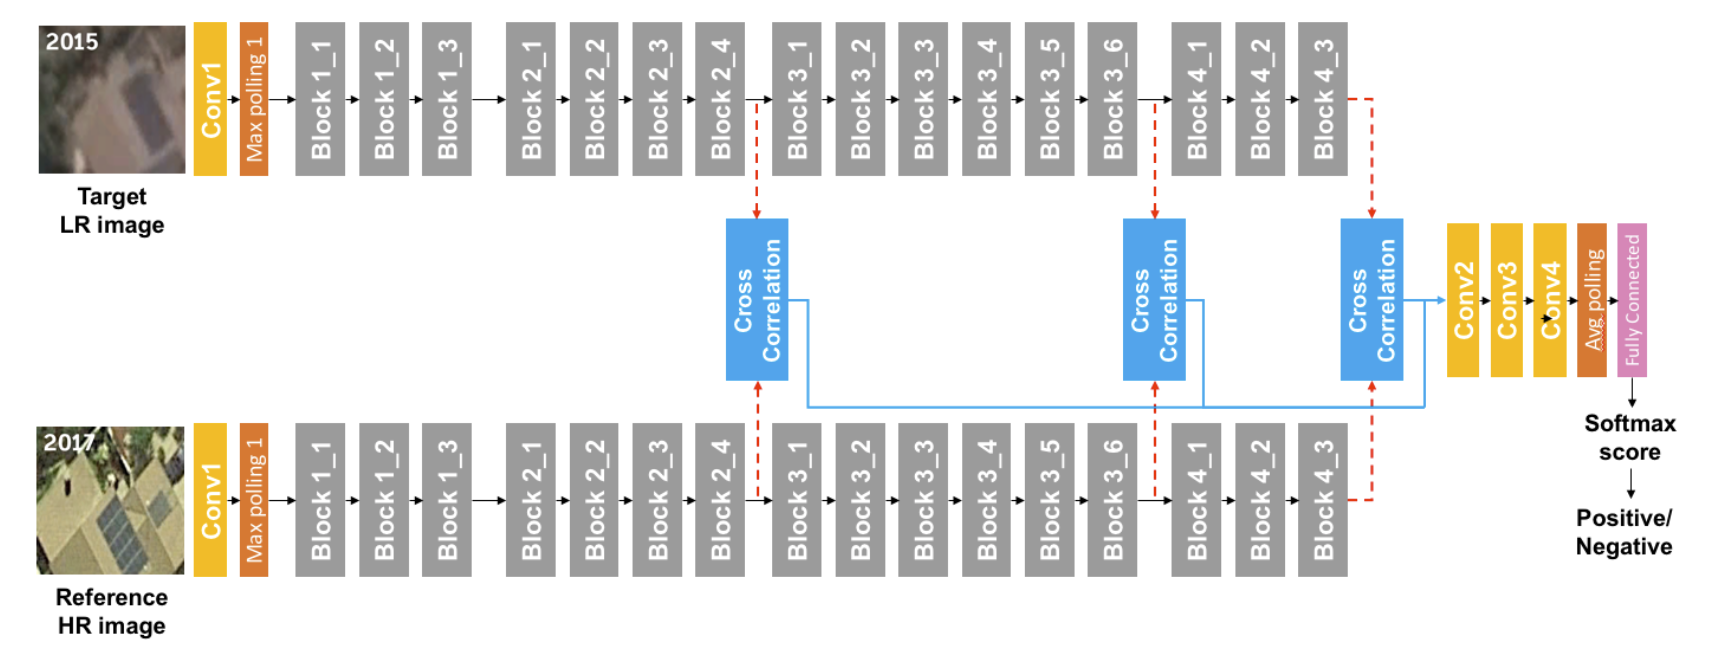 2015
Target
LR image
Conv1
Max polling 1
Block 1_1
Block 1_2
Block 1_3
Block 2_1
Block 2_2
Block 2_3
Block 2_4
Block 3_1
Block 3_2
Block 3_3
Block 3_4
Block 3_5
Block 3_6
Block 4_1
Block 4_2
Block 4_3
Cross
Correlation
Cross
Correlation
Cross
Correlation
Conv2
Conv3
Conv4
Avg polling
Fully Connected
Softmax
score
Positive/
Negative
2017
Reference
HR image
Conv1
Max polling 1
Block 1_1
Block 1_2
Block 1_3
Block 2_1
Block 2_2
Block 2_3
Block 2_4
Block 3_1
Block 3_2
Block 3_3
Block 3_4
Block 3_5
Block 3_6
Block 4_1
Block 4_2
Block 4_3